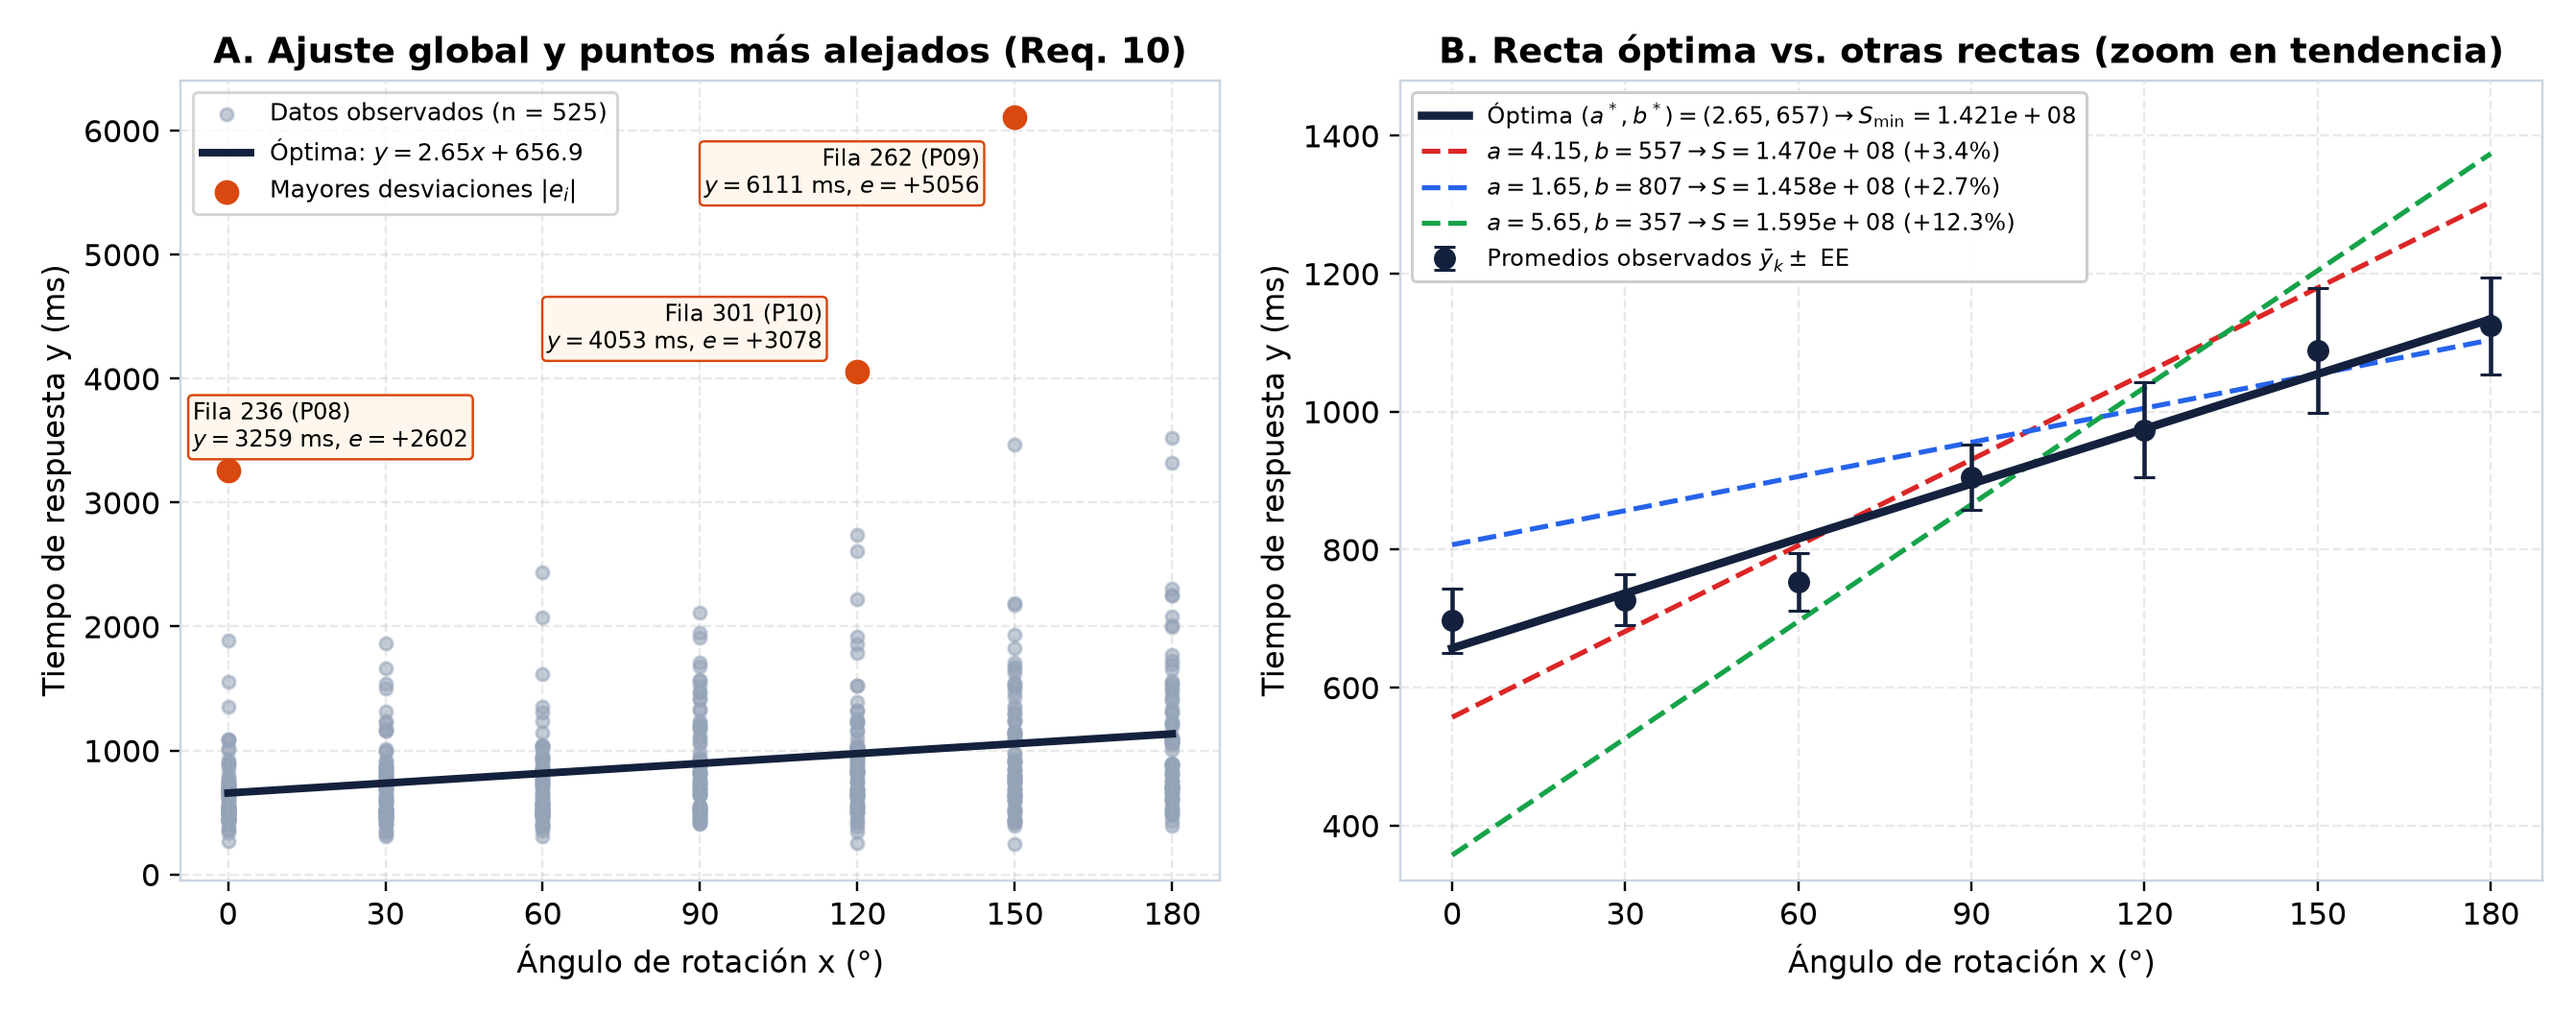 A. Ajuste global y puntos más alejados (Req. 10)
Tiempo de respuesta y (ms)
6000
5000
4000
3000
2000
1000
0
Datos observados (n = 525)
Óptima: y = 2.65x + 656.9
Mayores desviaciones |e_i|
Fila 262 (P09)
y = 6111 ms, e = +5056
Fila 301 (P10)
y = 4053 ms, e = +3078
Fila 236 (P08)
y = 3259 ms, e = +2602
0 30 60 90 120 150 180
Ángulo de rotación x (°)
B. Recta óptima vs. otras rectas (zoom en tendencia)
Tiempo de respuesta y (ms)
1400
1200
1000
800
600
400
Óptima (a*, b*) = (2.65, 657) → S_min = 1.421e + 08
a = 4.15, b = 557 → S = 1.470e + 08 (+3.4%)
a = 1.65, b = 807 → S = 1.458e + 08 (+2.7%)
a = 5.65, b = 357 → S = 1.595e + 08 (+12.3%)
Promedios observados ȳ_k ± EE
0 30 60 90 120 150 180
Ángulo de rotación x (°)